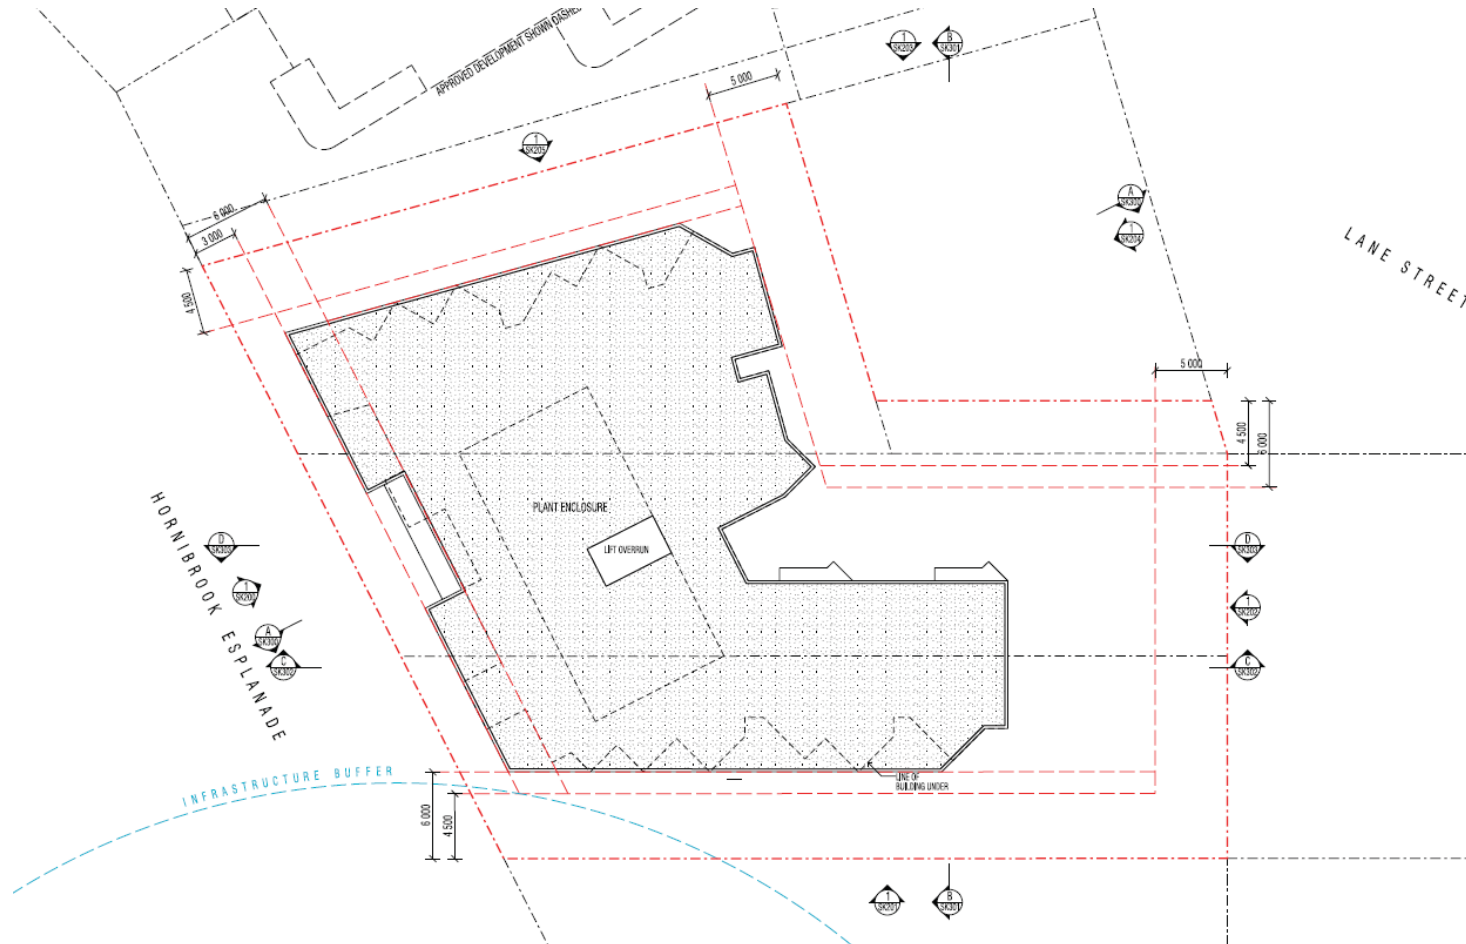 APPROVED DEVELOPMENT SHOWN DASHED
1
SK203
B
SK301
5 000
1
SK205
A
SK300
1
SK204
LANE STREET
6 000
3 000
4 500
5 000
4 500
6 000
PLANT ENCLOSURE
LIFT OVERRUN
HORNIBROOK ESPLANADE
D
SK303
1
SK200
A
SK300
C
SK302
D
SK303
1
SK202
C
SK302
INFRASTRUCTURE BUFFER
LINE OF
BUILDING UNDER
6 000
4 500
1
SK201
B
SK301